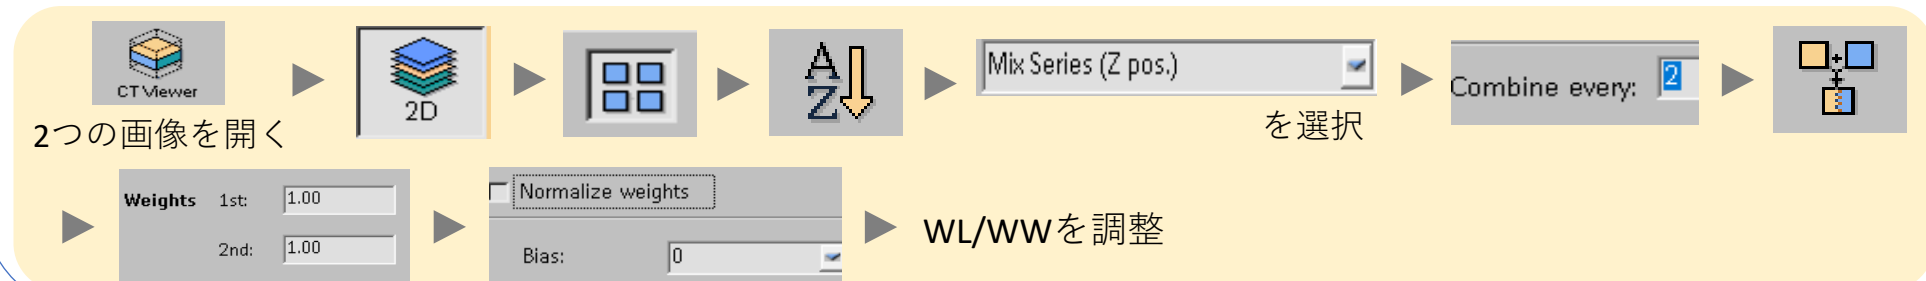 CT Viewer
2つの画像を開く
2D
A
Z
Mix Series (Z pos.)
を選択
Combine every: 2
Weights 1st: 1.00
2nd: 1.00
Normalize weights
Bias: 0
WL/WWを調整